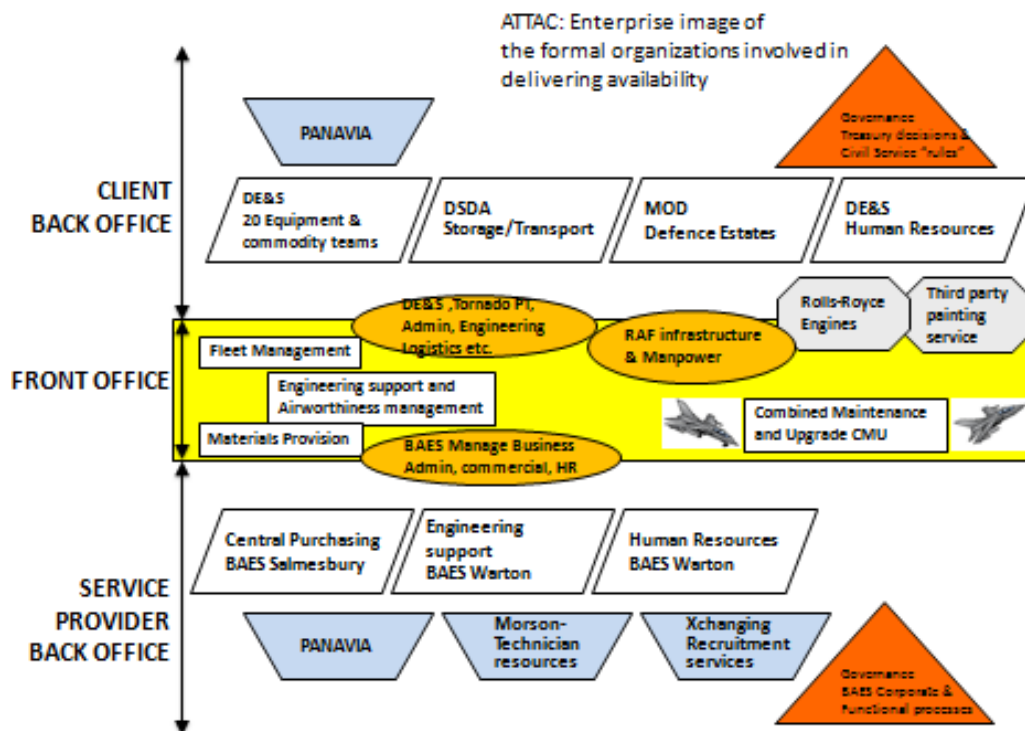 ATTAC: Enterprise image of
the formal organizations involved in
delivering availability
PANAVIA
Governance
Treasury decisions &
Civil Service "rules"
CLIENT
BACK OFFICE
DE&S
20 Equipment &
commodity teams
DSDA
Storage/Transport
MOD
Defence Estates
DE&S
Human Resources
DE&S ,Tornado PT,
Admin, Engineering
Logistics etc.
RAF infrastructure
& Manpower
Rolls-Royce
Engines
Third party
painting
service
FRONT OFFICE
Fleet Management
Engineering support and
Airworthiness management
Materials Provision
BAES Manage Business
Admin, commercial, HR
Combined Maintenance
and Upgrade CMU
SERVICE
PROVIDER
BACK OFFICE
Central Purchasing
BAES Salmesbury
Engineering
support
BAES Warton
Human Resources
BAES Warton
PANAVIA
Morson-
Technician
resources
Xchanging
Recruitment
services
Governance
BAES Corporate &
Functional processes